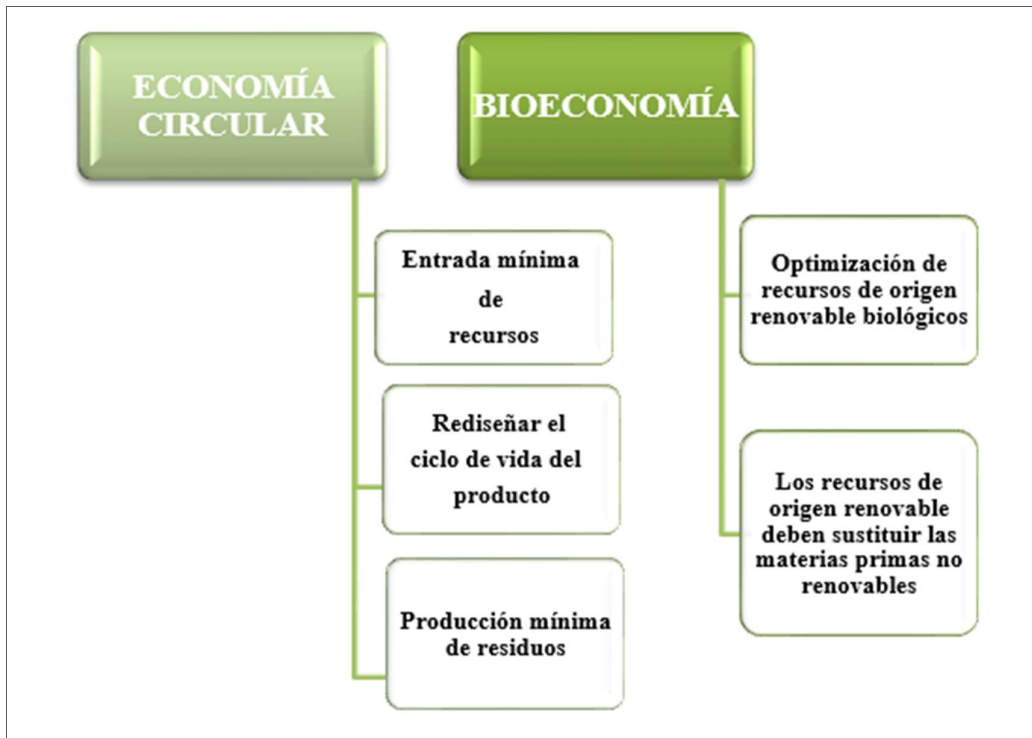 ECONOMÍA
CIRCULAR
Entrada mínima
de
recursos
Rediseñar el
ciclo de vida del
producto
Producción mínima
de residuos
BIOECONOMÍA
Optimización de
recursos de origen
renovable biológicos
Los recursos de
origen renovable
deben sustituir las
materias primas no
renovables